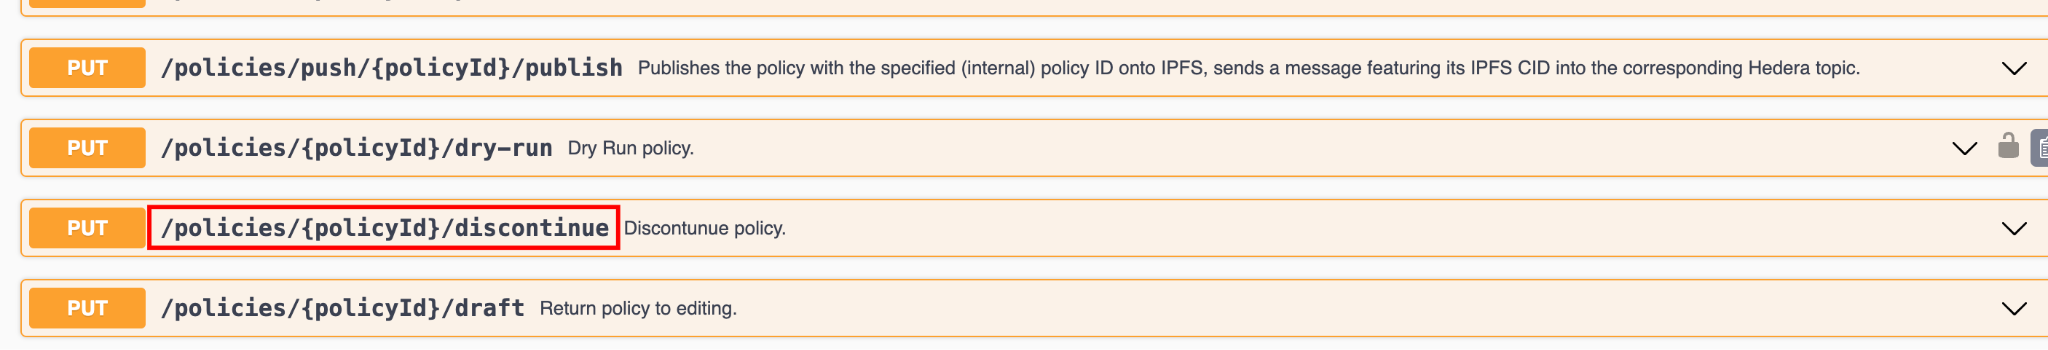 PUT /policies/push/{policyId}/publish Publishes the policy with the specified (internal) policy ID onto IPFS, sends a message featuring its IPFS CID into the corresponding Hedera topic.
PUT /policies/{policyId}/dry-run Dry Run policy.
PUT /policies/{policyId}/discontinue Discontunue policy.
PUT /policies/{policyId}/draft Return policy to editing.